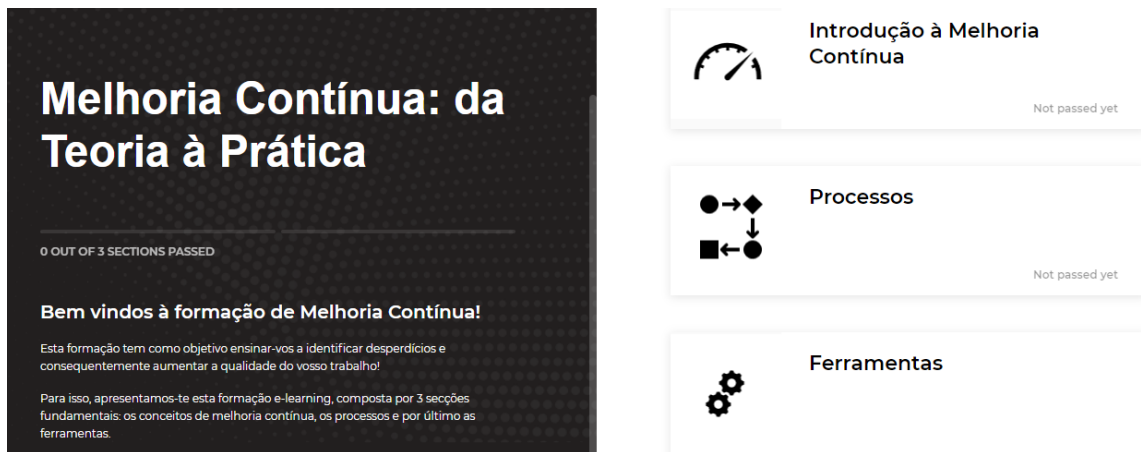 Melhoria Contínua: da
Teoria à Prática
0 OUT OF 3 SECTIONS PASSED
Bem vindos à formação de Melhoria Contínua!
Esta formação tem como objetivo ensinar-vos a identificar desperdícios e
consequentemente aumentar a qualidade do vosso trabalho!
Para isso, apresentamos-te esta formação e-learning, composta por 3 secções
fundamentais: os conceitos de melhoria contínua, os processos e por último as
ferramentas.
Introdução à Melhoria
Contínua
Not passed yet
Processos
Not passed yet
Ferramentas